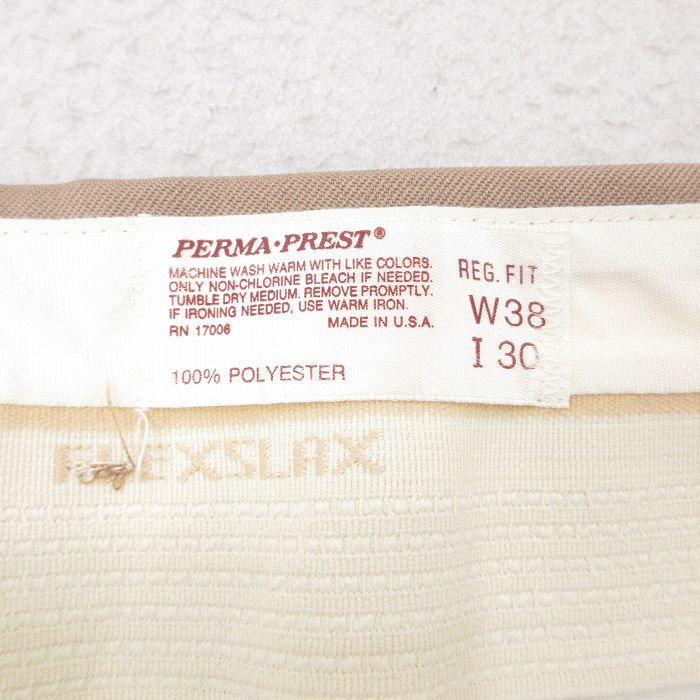 PERMA·PREST®
MACHINE WASH WARM WITH LIKE COLORS.
ONLY NON-CHLORINE BLEACH IF NEEDED.
TUMBLE DRY MEDIUM. REMOVE PROMPTLY.
IF IRONING NEEDED, USE WARM IRON.
RN 17006 MADE IN U.S.A.
100% POLYESTER
REG. FIT
W38
I 30
FLEXSLAX